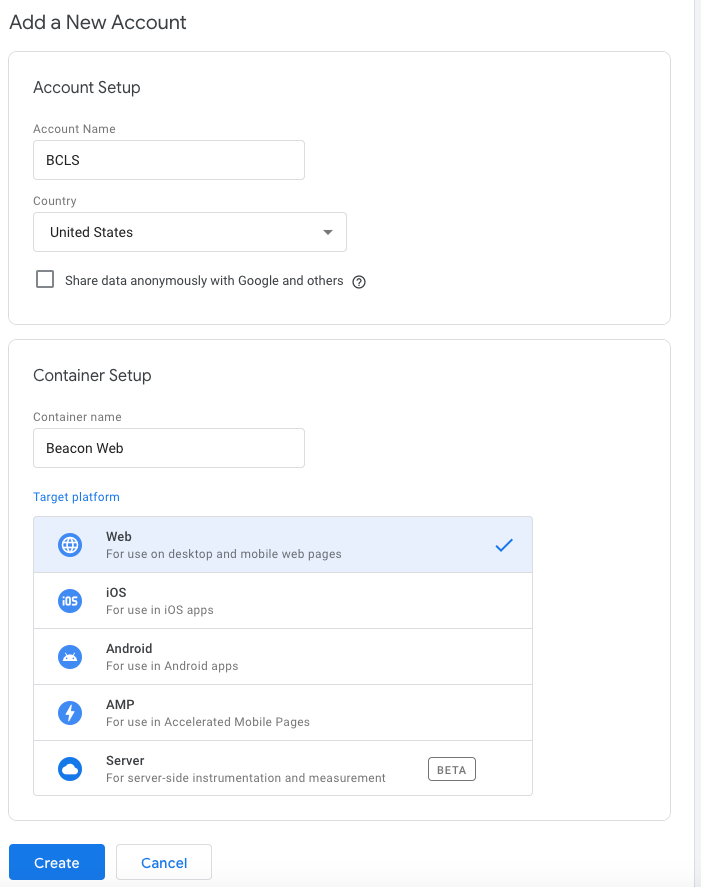 Add a New Account
Account Setup
Account Name
BCLS
Country
United States
Share data anonymously with Google and others ?
Container Setup
Container name
Beacon Web
Target platform
Web
For use on desktop and mobile web pages
iOS
iOS
For use in iOS apps
Android
For use in Android apps
AMP
For use in Accelerated Mobile Pages
Server
For server-side instrumentation and measurement
BETA
Create
Cancel